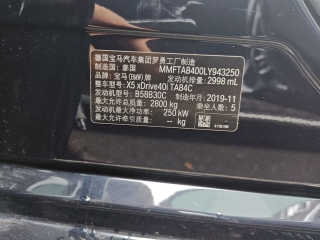 德国宝马汽车集团罗勇工厂制造
制造国：泰国 MMFTA8400LY943250
品牌：宝马(BMW)牌 发动机排量：2998 mL
整车型号：X5 xDrive40i TA84C
发动机型号：B58B30C 制造年月：2019-11
最大允许总质量：2800 kg 乘坐人数：5
发动机最大净功率：250 kW
最大允许牵引质量：-- kg